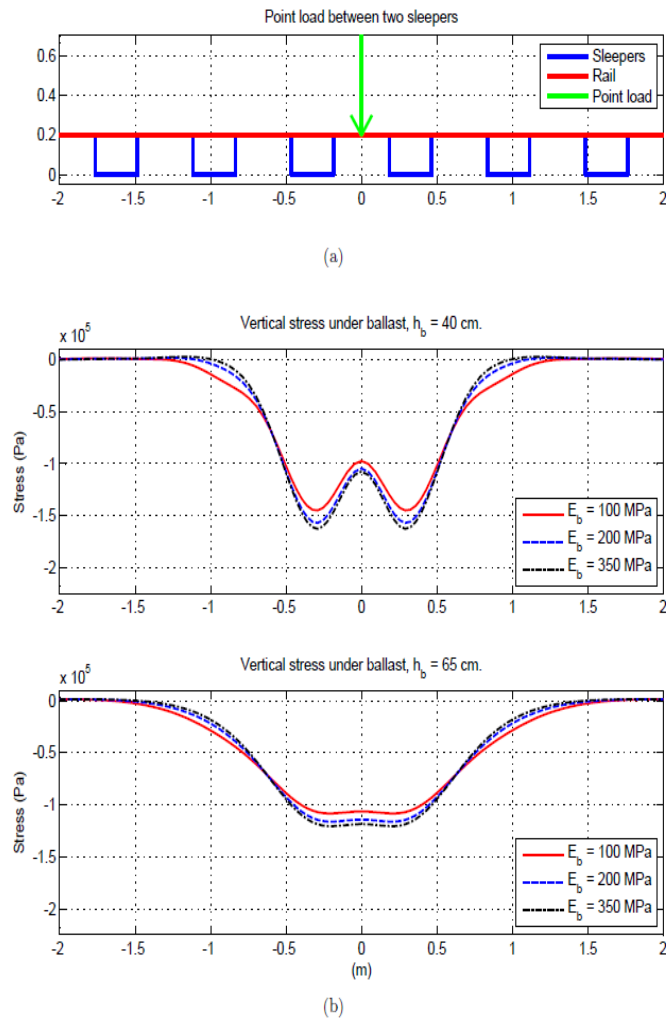 Point load between two sleepers
0.6
0.4
0.2
0
Sleepers
Rail
Point load
-2 -1.5 -1 -0.5 0 0.5 1 1.5 2
(a)
x 10^5
Vertical stress under ballast, h_b = 40 cm.
0
-0.5
-1
-1.5
-2
Stress (Pa)
E_b = 100 MPa
E_b = 200 MPa
E_b = 350 MPa
-2 -1.5 -1 -0.5 0 0.5 1 1.5 2
x 10^5
Vertical stress under ballast, h_b = 65 cm.
0
-0.5
-1
-1.5
-2
Stress (Pa)
E_b = 100 MPa
E_b = 200 MPa
E_b = 350 MPa
-2 -1.5 -1 -0.5 0 0.5 1 1.5 2
(m)
(b)